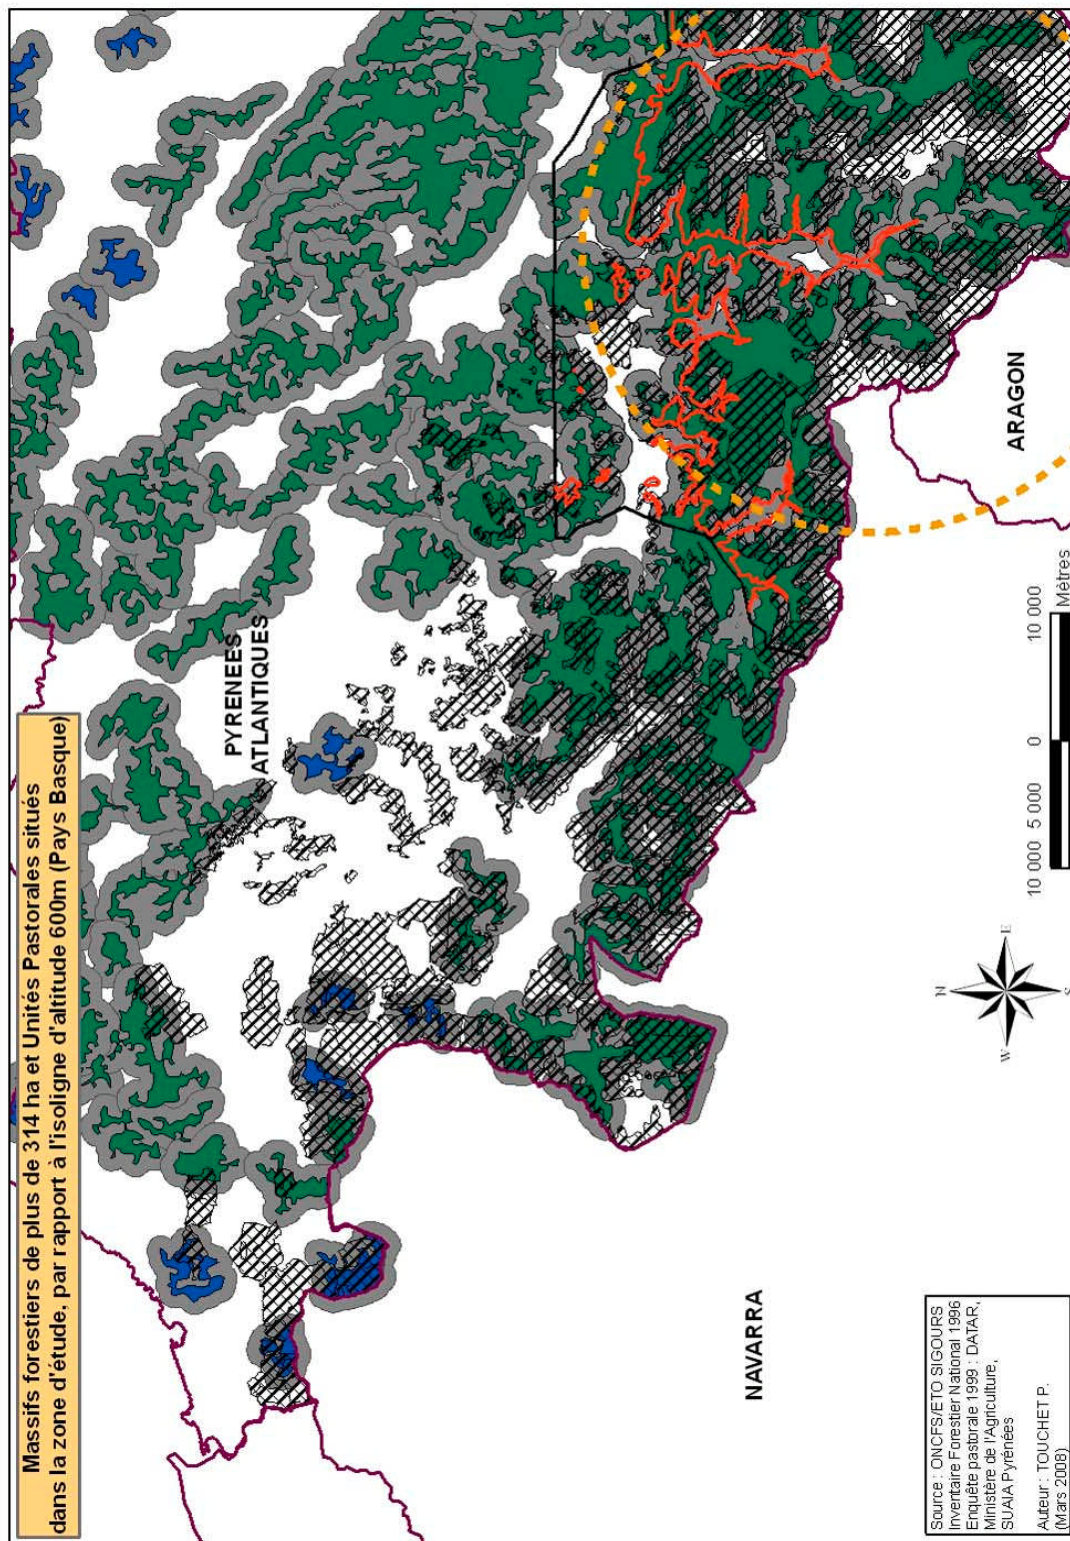 Massifs forestiers de plus de 314 ha et Unités Pastorales situés
dans la zone d'étude, par rapport à l'isoligne d'altitude 600m (Pays Basque)
PYRENEES
ATLANTIQUES
NAVARRA
ARAGON
N
W
E
S
10 000 5 000 0 10 000
Mètres
Source : ONCFS/ETO SIGOURS
Inventaire Forestier National 1996
Enquête pastorale 1999 : DATAR,
Ministère de l'Agriculture,
SUAIA Pyrénées
Auteur : TOUCHET P.
(Mars 2008)